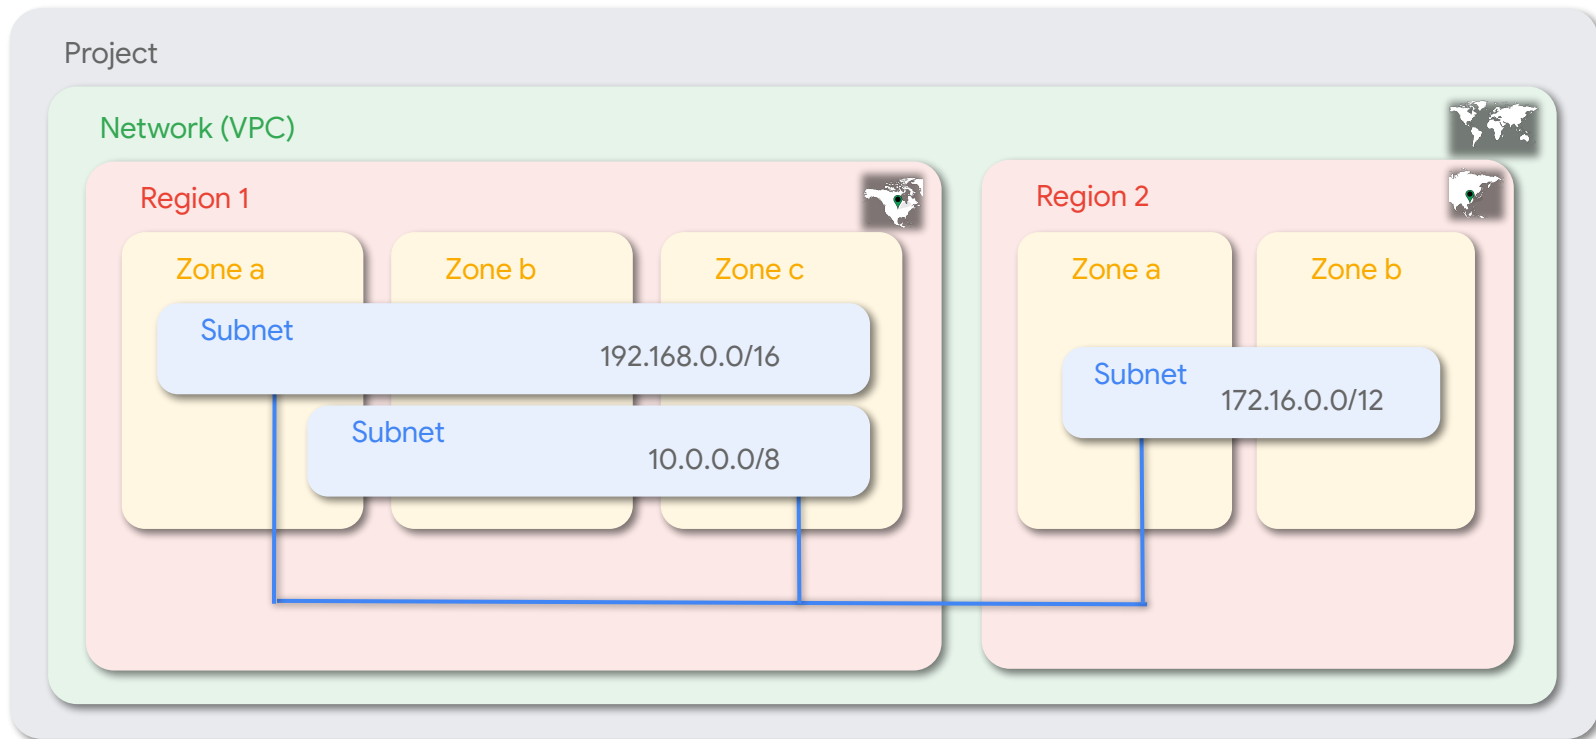 Project
Network (VPC)
Region 1
Zone a
Zone b
Zone c
Subnet
192.168.0.0/16
Subnet
10.0.0.0/8
Region 2
Zone a
Zone b
Subnet
172.16.0.0/12